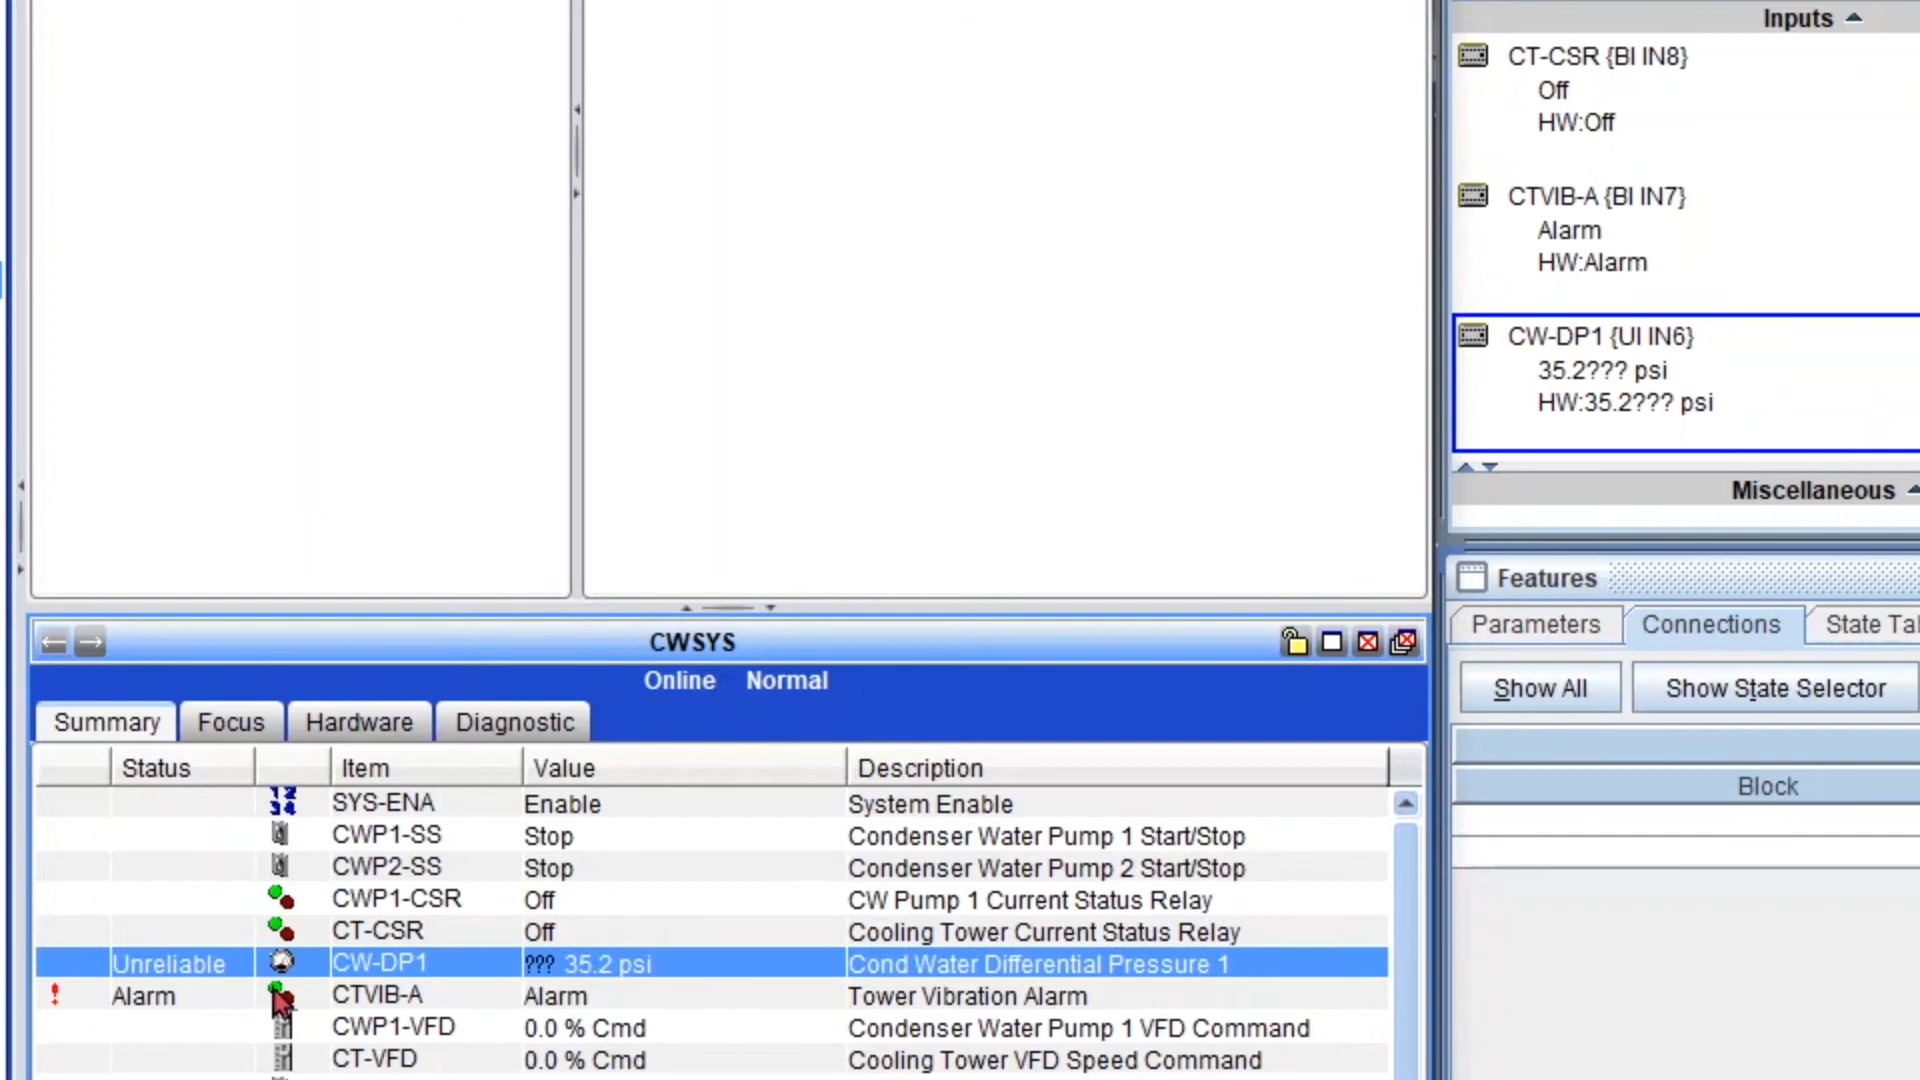 Inputs
CT-CSR {BI IN8}
Off
HW:Off
CTVIB-A {BI IN7}
Alarm
HW:Alarm
CW-DP1 {UI IN6}
35.2??? psi
HW:35.2??? psi
Miscellaneous
Features
Parameters Connections State Tal
Show All Show State Selector
Block
CWSYS
Online Normal
Summary Focus Hardware Diagnostic
Status Item Value Description
SYS-ENA Enable System Enable
CWP1-SS Stop Condenser Water Pump 1 Start/Stop
CWP2-SS Stop Condenser Water Pump 2 Start/Stop
CWP1-CSR Off CW Pump 1 Current Status Relay
CT-CSR Off Cooling Tower Current Status Relay
Unreliable CW-DP1 ??? 35.2 psi Cond Water Differential Pressure 1
! Alarm CTVIB-A Alarm Tower Vibration Alarm
CWP1-VFD 0.0 % Cmd Condenser Water Pump 1 VFD Command
CT-VFD 0.0 % Cmd Cooling Tower VFD Speed Command